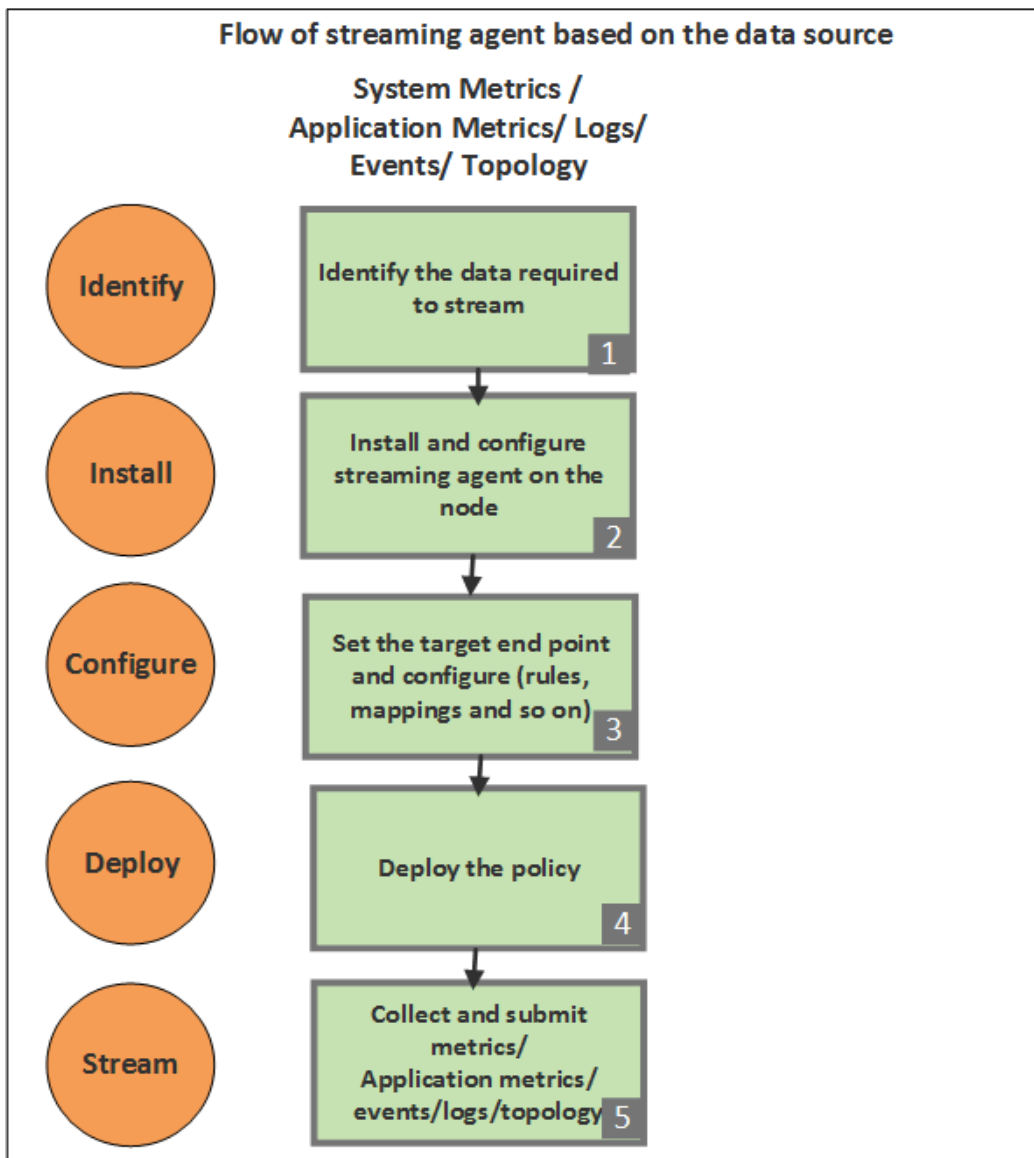 Flow of streaming agent based on the data source
System Metrics /
Application Metrics/ Logs/
Events/ Topology
Identify
Identify the data required
to stream
1
Install
Install and configure
streaming agent on the
node
2
Configure
Set the target end point
and configure (rules,
mappings and so on)
3
Deploy
Deploy the policy
4
Stream
Collect and submit
metrics/
Application metrics/
events/logs/topology
5